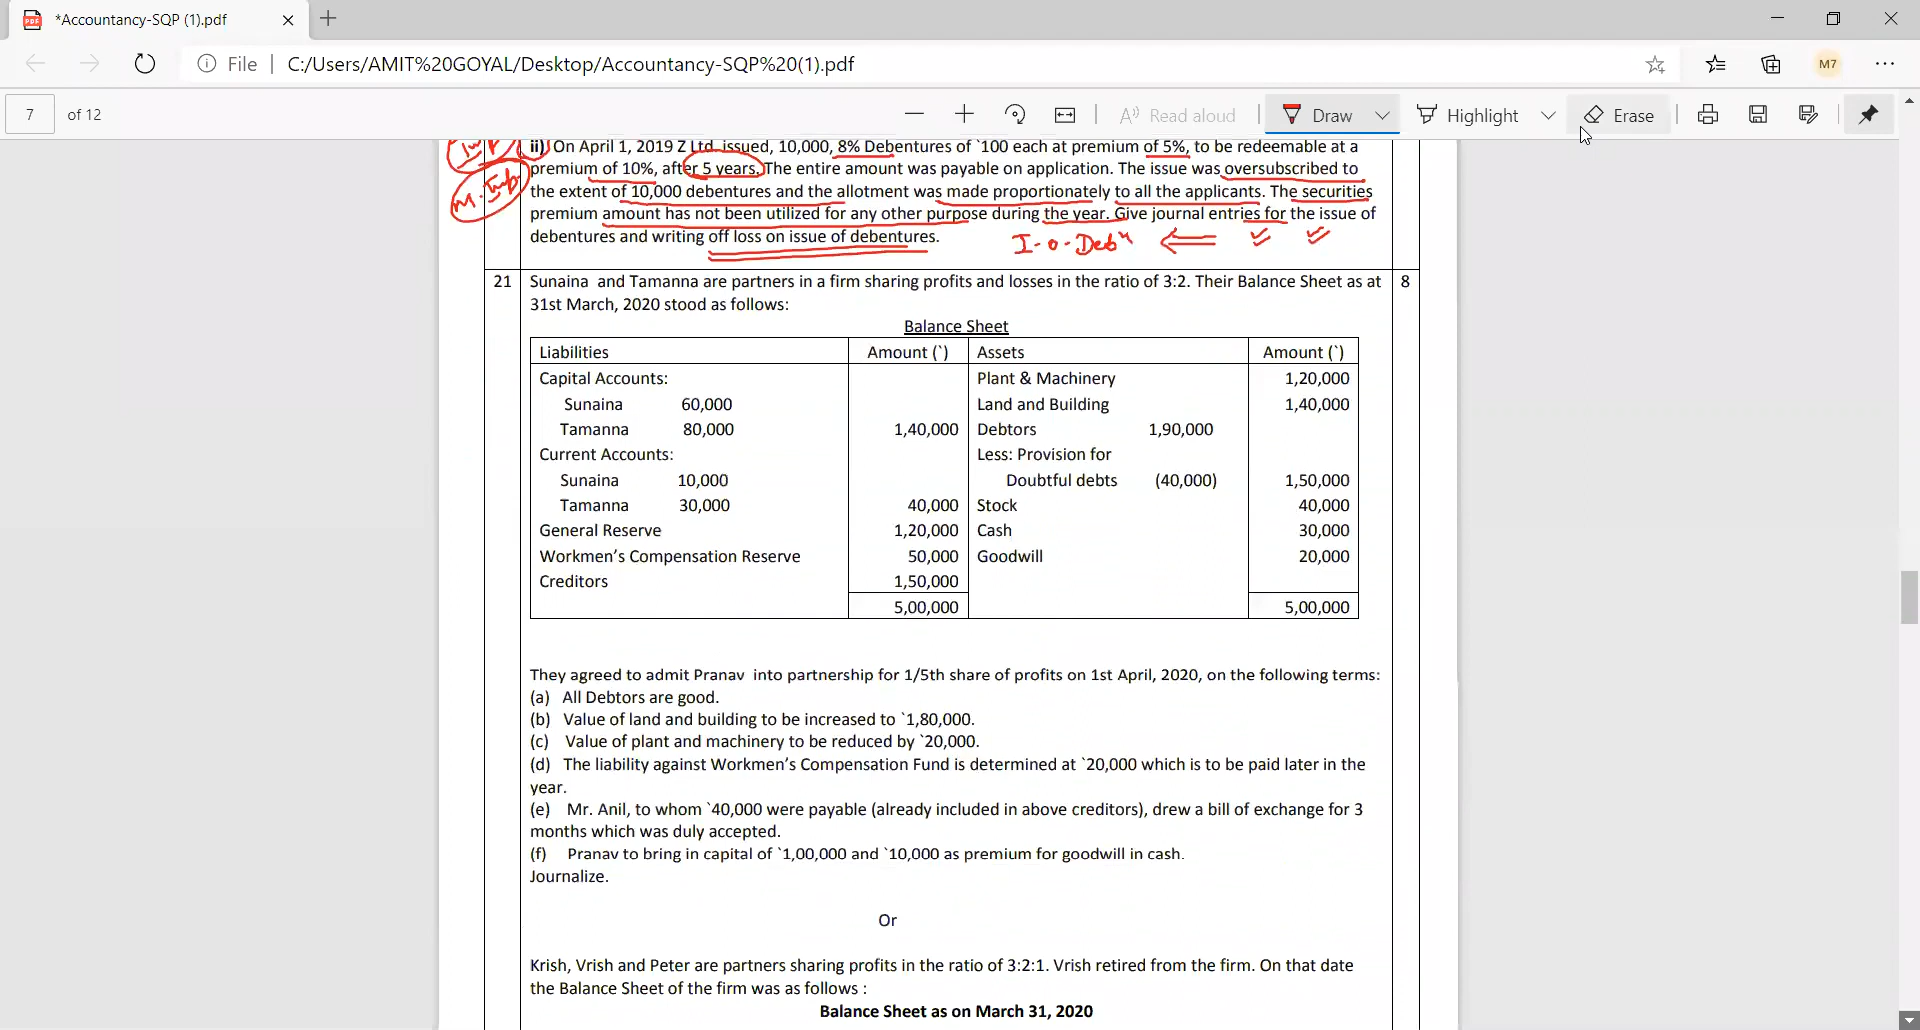 *Accountancy-SQP (1).pdf
File C:/Users/AMIT%20GOYAL/Desktop/Accountancy-SQP%20(1).pdf M7
7 of 12 Read aloud Draw Highlight Erase
Imp
M. Imp
ii) On April 1, 2019 Z Ltd. issued, 10,000, 8% Debentures of `100 each at premium of 5%, to be redeemable at a
premium of 10%, after 5 years. The entire amount was payable on application. The issue was oversubscribed to
the extent of 10,000 debentures and the allotment was made proportionately to all the applicants. The securities
premium amount has not been utilized for any other purpose during the year. Give journal entries for the issue of
debentures and writing off loss on issue of debentures.
I-o-Debn
21 Sunaina and Tamanna are partners in a firm sharing profits and losses in the ratio of 3:2. Their Balance Sheet as at 8
31st March, 2020 stood as follows:
Balance Sheet
Liabilities Amount (`) Assets Amount (`)
Capital Accounts: Plant & Machinery 1,20,000
Sunaina 60,000 Land and Building 1,40,000
Tamanna 80,000 1,40,000 Debtors 1,90,000
Current Accounts: Less: Provision for
Sunaina 10,000 Doubtful debts (40,000) 1,50,000
Tamanna 30,000 40,000 Stock 40,000
General Reserve 1,20,000 Cash 30,000
Workmen’s Compensation Reserve 50,000 Goodwill 20,000
Creditors 1,50,000
5,00,000 5,00,000
They agreed to admit Pranav into partnership for 1/5th share of profits on 1st April, 2020, on the following terms:
(a) All Debtors are good.
(b) Value of land and building to be increased to `1,80,000.
(c) Value of plant and machinery to be reduced by `20,000.
(d) The liability against Workmen’s Compensation Fund is determined at `20,000 which is to be paid later in the
year.
(e) Mr. Anil, to whom `40,000 were payable (already included in above creditors), drew a bill of exchange for 3
months which was duly accepted.
(f) Pranav to bring in capital of `1,00,000 and `10,000 as premium for goodwill in cash.
Journalize.
Or
Krish, Vrish and Peter are partners sharing profits in the ratio of 3:2:1. Vrish retired from the firm. On that date
the Balance Sheet of the firm was as follows :
Balance Sheet as on March 31, 2020